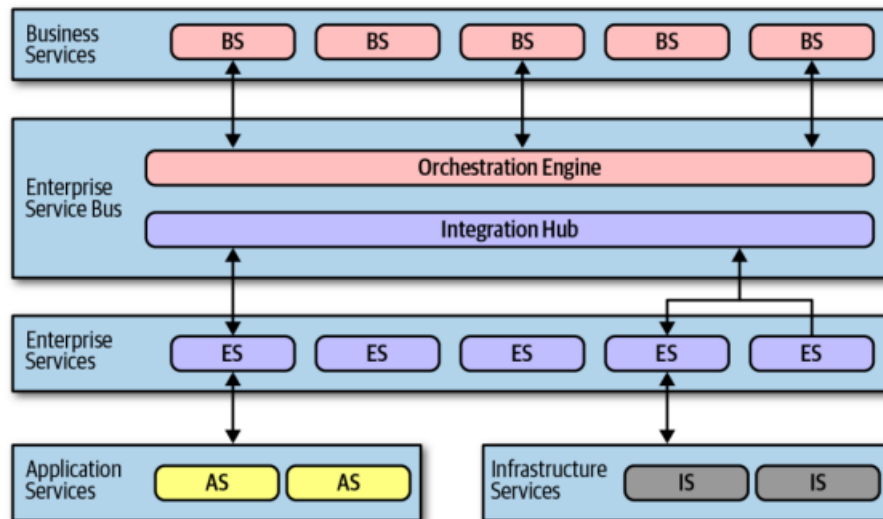 Business
Services
BS BS BS BS BS
Enterprise
Service Bus
Orchestration Engine
Integration Hub
Enterprise
Services
ES ES ES ES ES
Application
Services
AS AS
Infrastructure
Services
IS IS